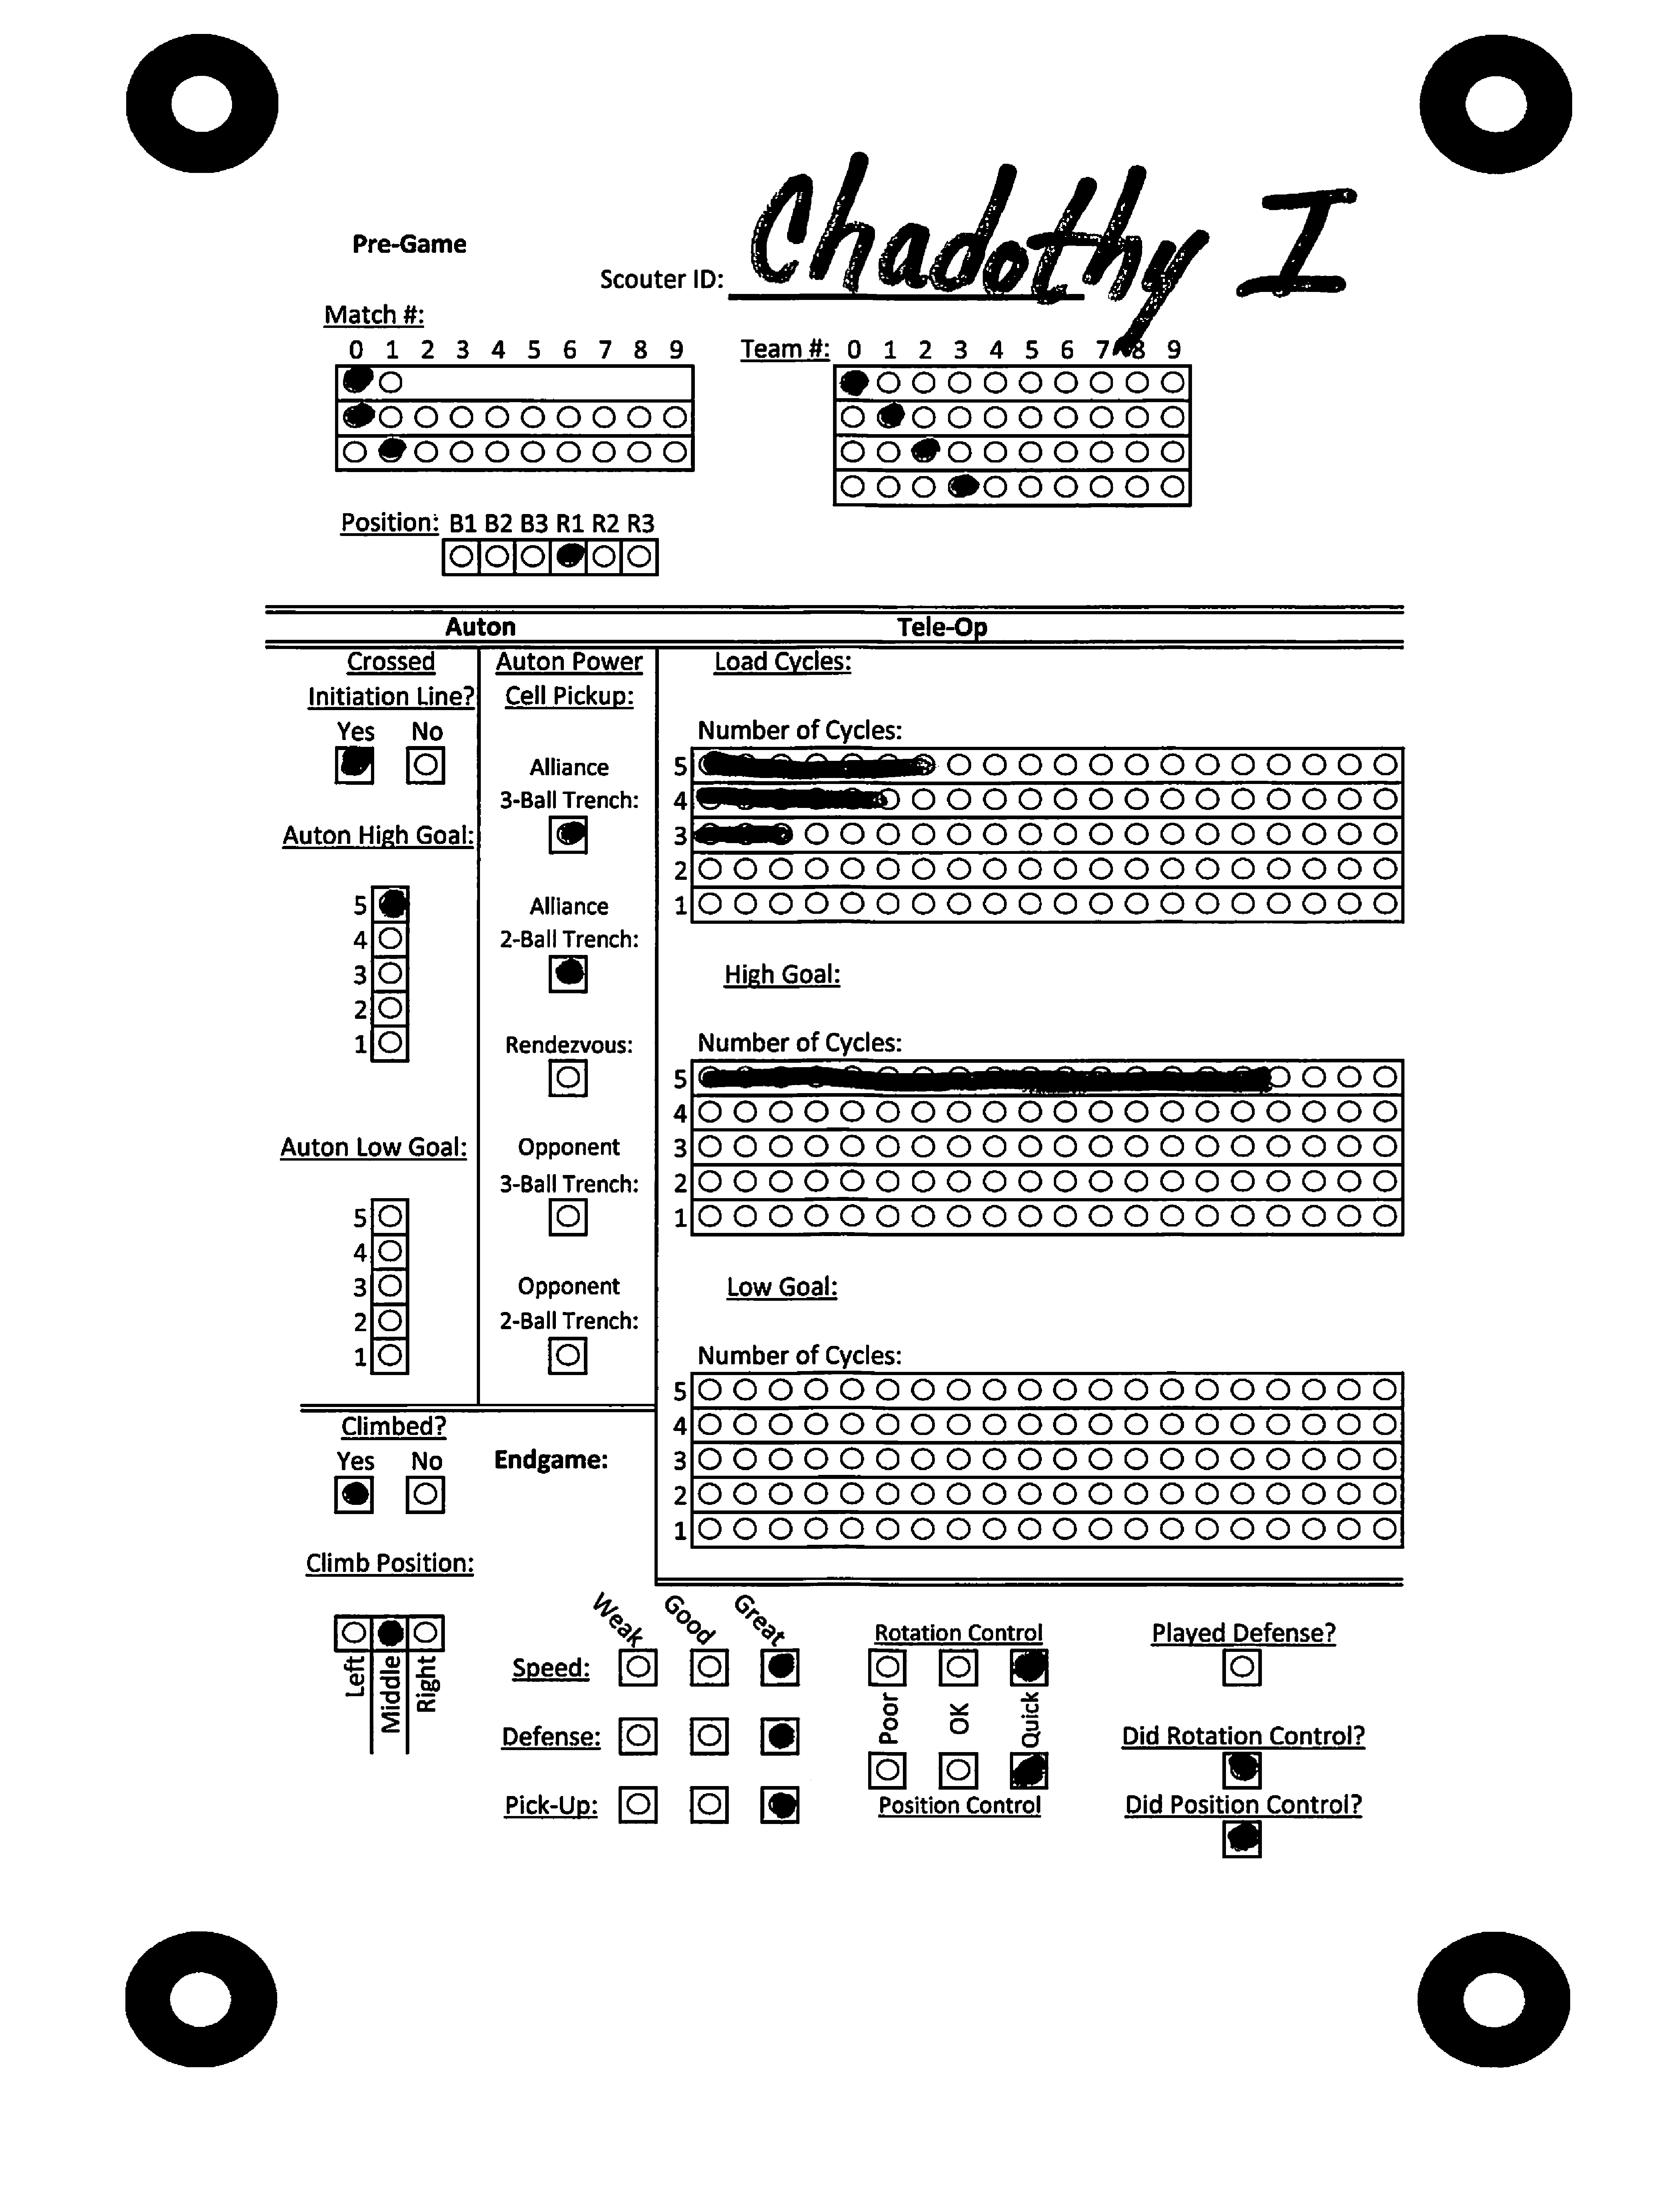 Chadothy I
Pre-Game
Scouter ID:
Match #:
0 1 2 3 4 5 6 7 8 9
Team #: 0 1 2 3 4 5 6 7 8 9
Position: B1 B2 B3 R1 R2 R3
Auton
Tele-Op
Crossed
Initiation Line?
Yes No
Auton High Goal:
5
4
3
2
1
Auton Low Goal:
5
4
3
2
1
Auton Power
Cell Pickup:
Alliance
3-Ball Trench:
Alliance
2-Ball Trench:
Rendezvous:
Opponent
3-Ball Trench:
Opponent
2-Ball Trench:
Load Cycles:
Number of Cycles:
5
4
3
2
1
High Goal:
Number of Cycles:
5
4
3
2
1
Low Goal:
Number of Cycles:
5
4
3
2
1
Climbed?
Yes No
Endgame:
Climb Position:
Left
Middle
Right
Weak Good Great
Speed:
Defense:
Pick-Up:
Rotation Control
Poor OK Quick
Position Control
Played Defense?
Did Rotation Control?
Did Position Control?